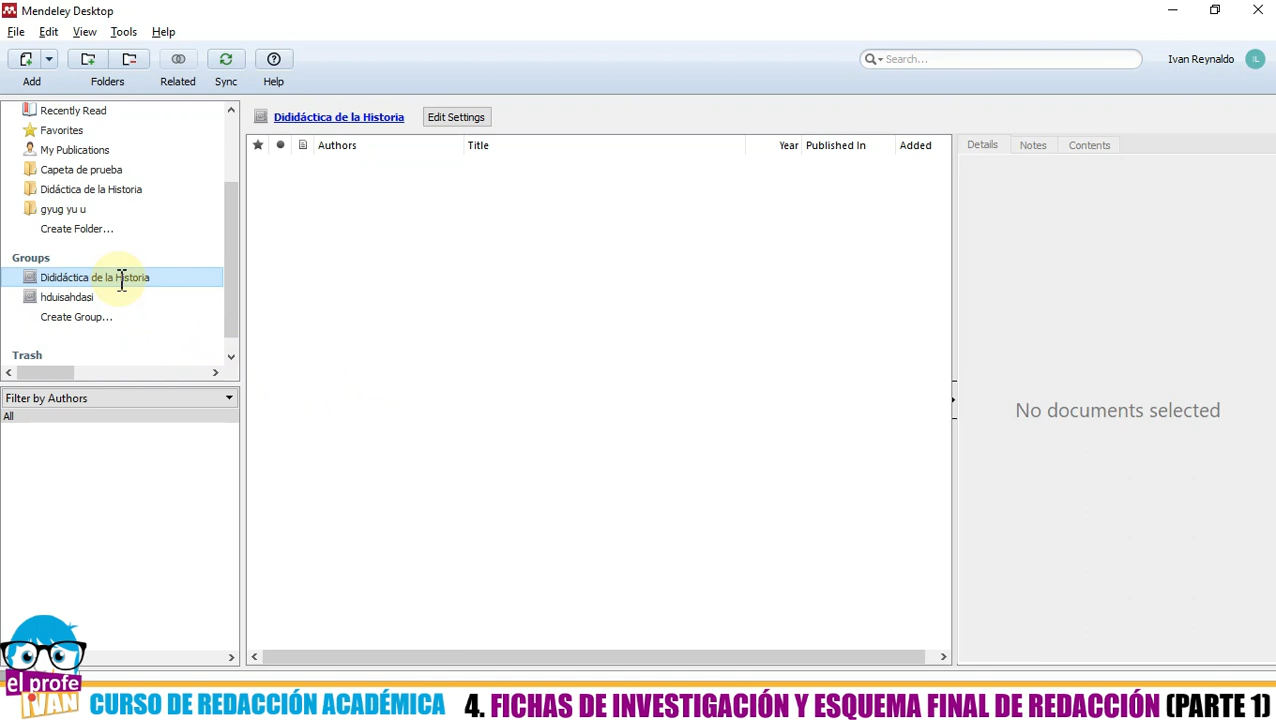 Mendeley Desktop
File Edit View Tools Help
Search...
Ivan Reynaldo IL
Add Folders Related Sync Help
Recently Read
Favorites
My Publications
Capeta de prueba
Didáctica de la Historia
gyug yu u
Create Folder...
Groups
Dididáctica de la Historia
hduisahdasi
Create Group...
Trash
Filter by Authors
All
Dididáctica de la Historia Edit Settings
Authors Title Year Published In Added
Details Notes Contents
No documents selected
el profe
iVAN
CURSO DE REDACCIÓN ACADÉMICA 4. FICHAS DE INVESTIGACIÓN Y ESQUEMA FINAL DE REDACCIÓN (PARTE 1)